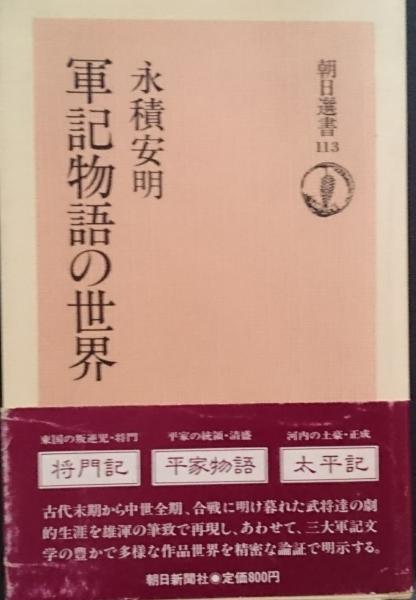 朝日選書
113
永積安明
軍記物語の世界
東国の叛逆児・将門
平家の統領・清盛
河内の土豪・正成
将門記
平家物語
太平記
古代末期から中世全期、合戦に明け暮れた武将達の劇
的生涯を雄渾の筆致で再現し、あわせて、三大軍記文
学の豊かで多様な作品世界を精密な論証で明示する。
朝日新聞社◉定価800円